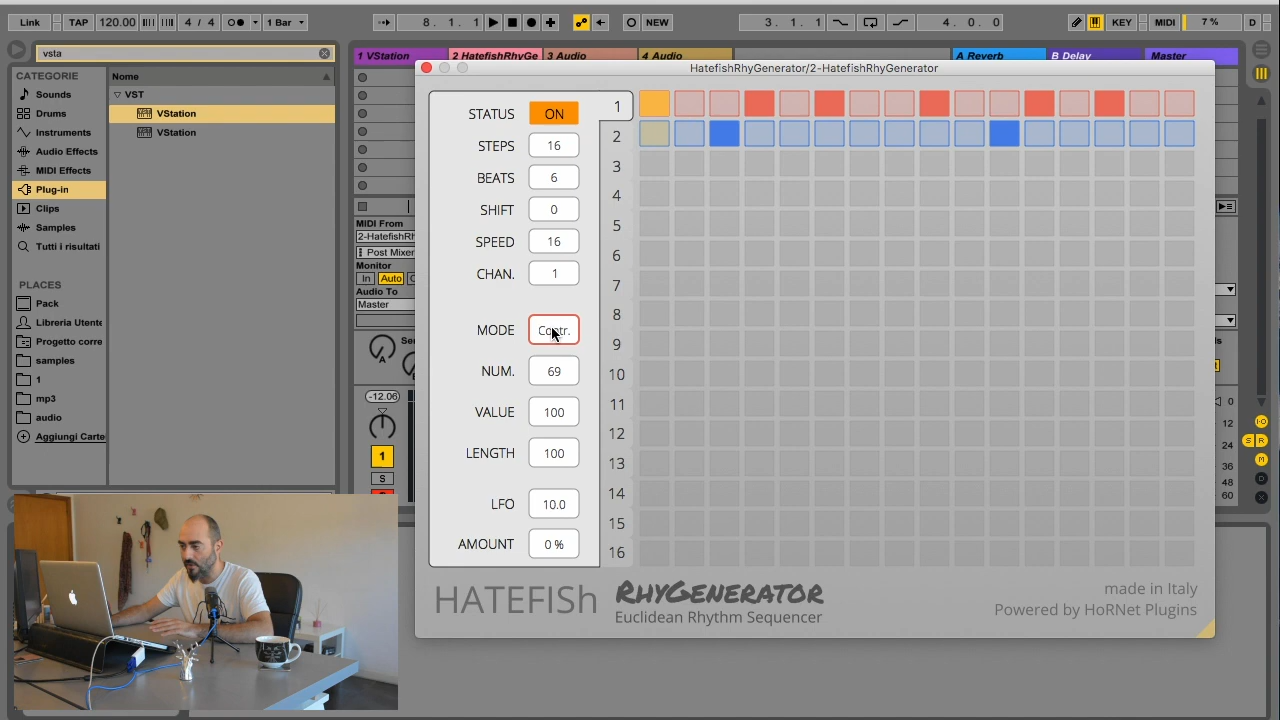 Link TAP 120.00 4 / 4 1 Bar 8. 1. 1 NEW 3. 1. 1 4. 0. 0 KEY MIDI 7 % D
vsta
1 VStation 2 HatefishRhyGe 3 Audio 4 Audio A Reverb B Delay Master
CATEGORIE
Sounds
Drums
Instruments
Audio Effects
MIDI Effects
Plug-in
Clips
Samples
Tutti i risultati
PLACES
Pack
Libreria Utente
Progetto corre
samples
1
mp3
audio
Aggiungi Carte
Name
VST
VStation
VStation
MIDI From
2-HatefishRh
Post Mixer
Monitor
In Auto
Audio To
Master
-12.06
1
S
0
12
24
36
48
60
S R
M
D
HatefishRhyGenerator/2-HatefishRhyGenerator
STATUS ON
STEPS 16
BEATS 6
SHIFT 0
SPEED 16
CHAN. 1
MODE Contr.
NUM. 69
VALUE 100
LENGTH 100
LFO 10.0
AMOUNT 0 %
1
2
3
4
5
6
7
8
9
10
11
12
13
14
15
16
HATEFISh RHYGENERATOR
Euclidean Rhythm Sequencer
made in Italy
Powered by HoRNet Plugins